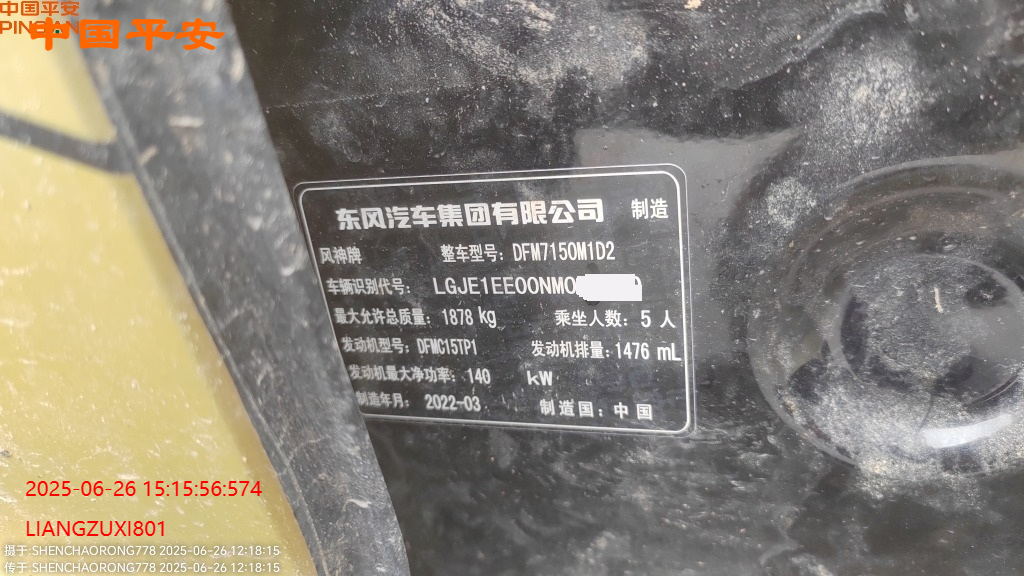 中国平安
PINGAN
中国平安
东风汽车集团有限公司 制造
风神牌 整车型号：DFM7150M1D2
车辆识别代号：LGJE1EE00NM0
最大允许总质量：1878 kg 乘坐人数：5 人
发动机型号：DFMC15TP1 发动机排量：1476 mL
发动机最大净功率：140 kW
制造年月：2022-03 制造国：中国
2025-06-26 15:15:56:574
LIANGZUXI801
摄于 SHENCHAORONG778 2025-06-26 12:18:15
传于 SHENCHAORONG778 2025-06-26 12:18:15